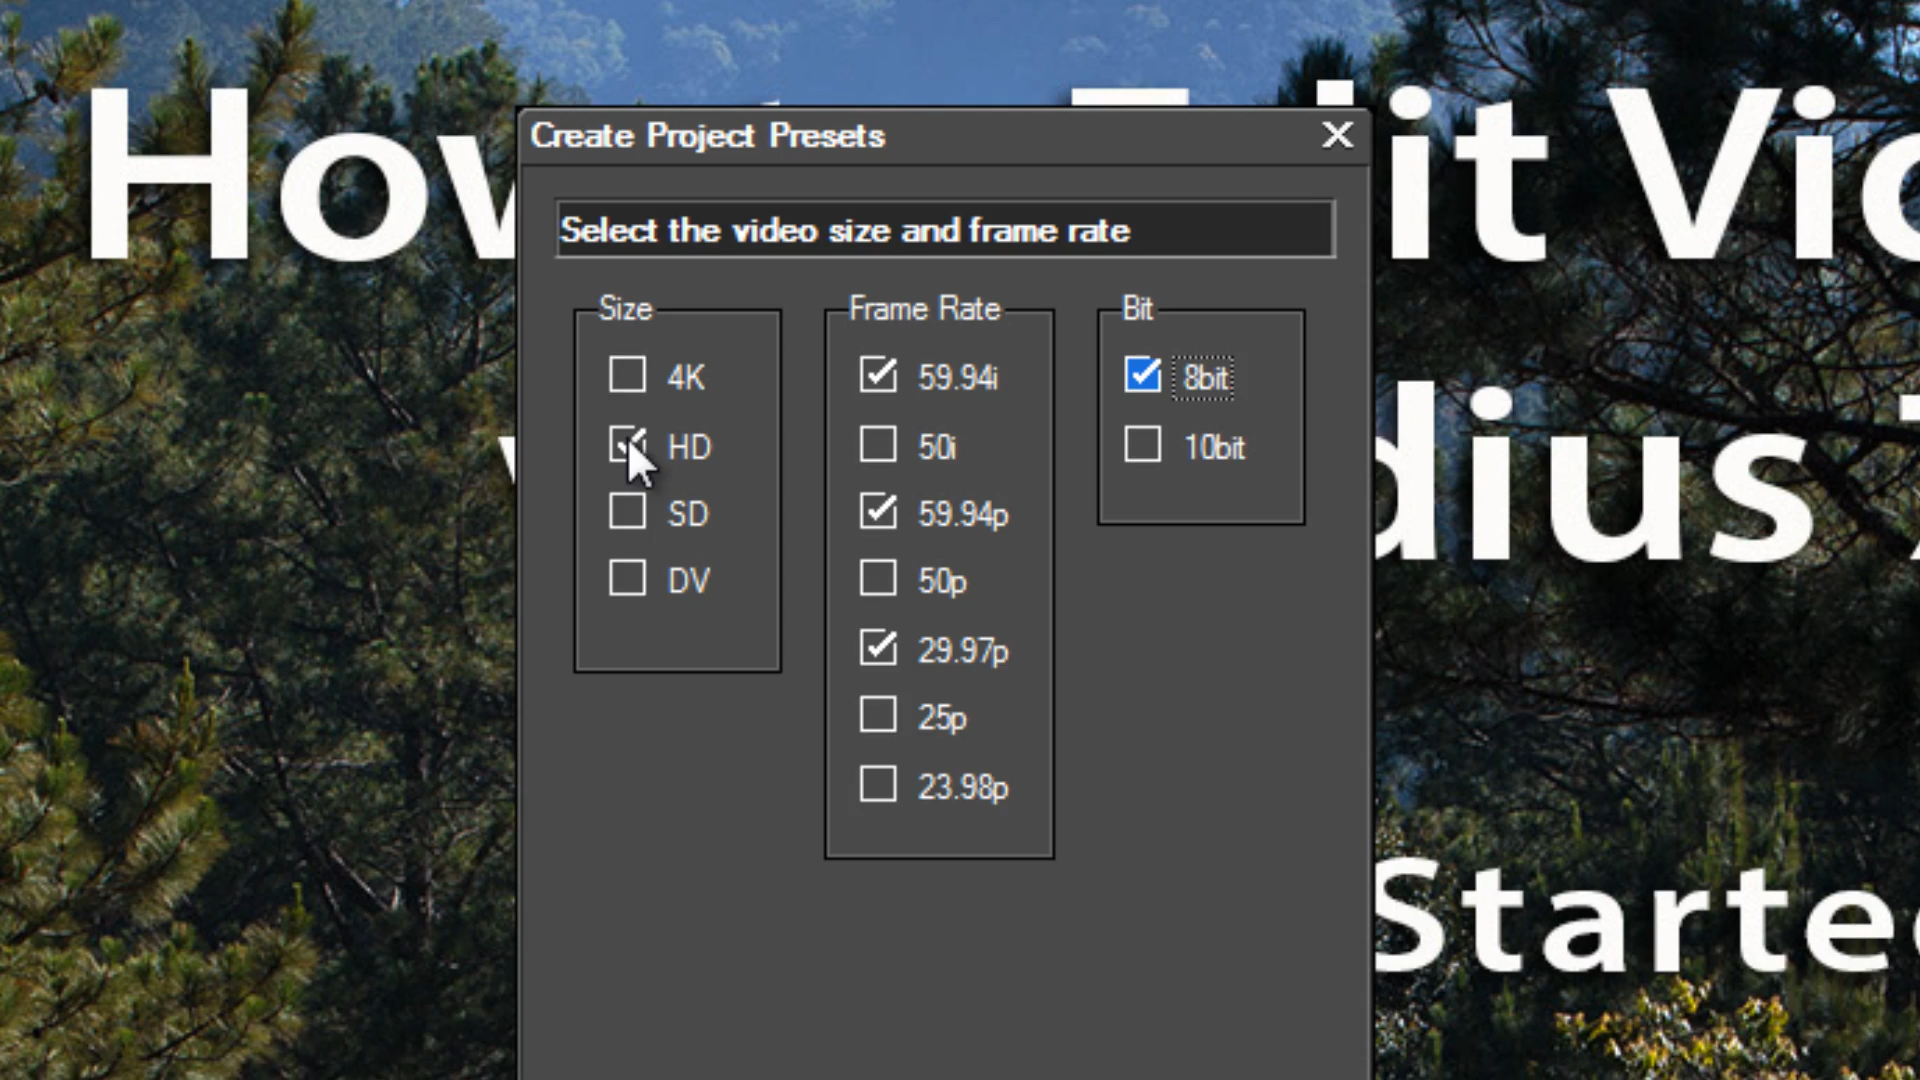 How it Vic
dius
Starte
Create Project Presets
Select the video size and frame rate
Size
4K
HD
SD
DV
Frame Rate
59.94i
50i
59.94p
50p
29.97p
25p
23.98p
Bit
8bit
10bit